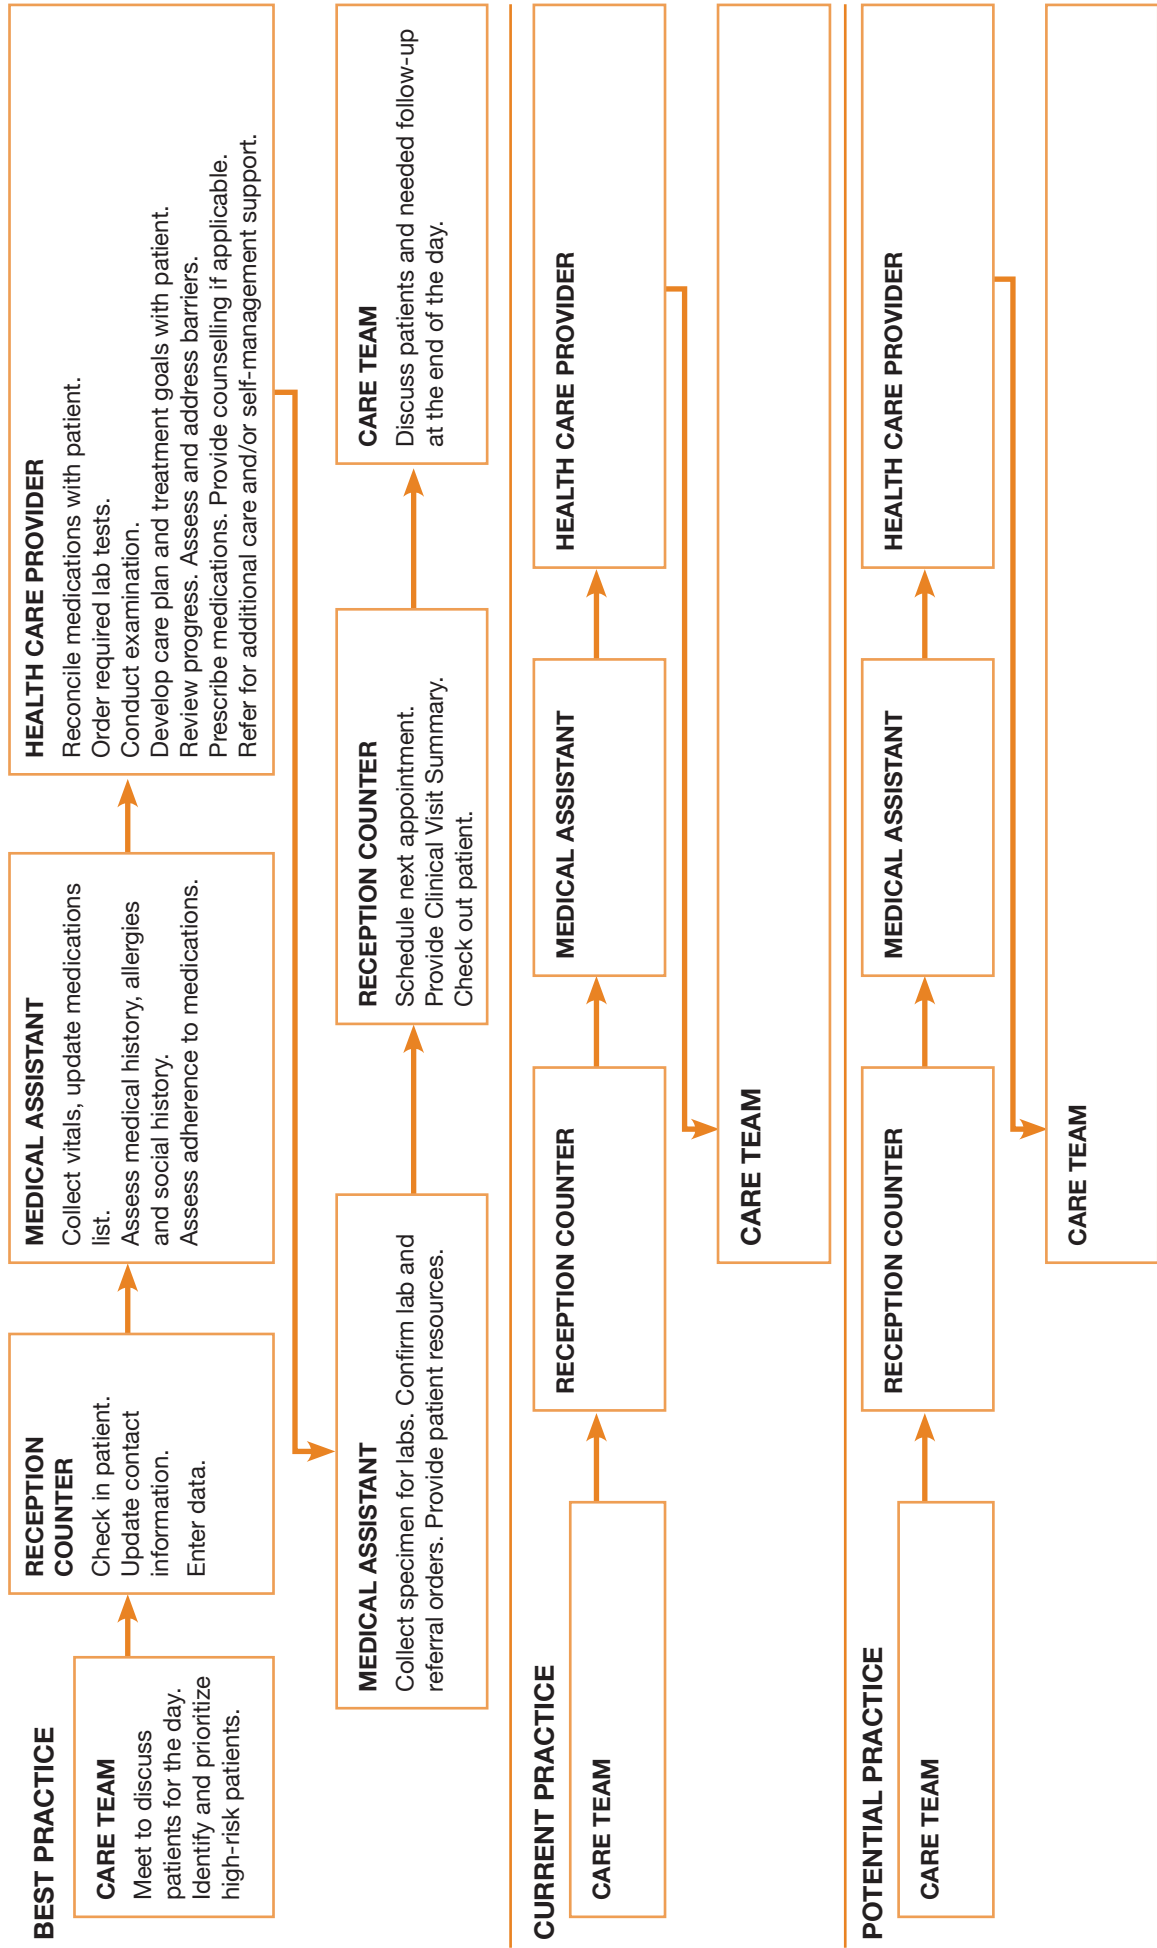 BEST PRACTICE
CARE TEAM
Meet to discuss
patients for the day.
Identify and prioritize
high-risk patients.
RECEPTION
COUNTER
Check in patient.
Update contact
information.
Enter data.
MEDICAL ASSISTANT
Collect vitals, update medications
list.
Assess medical history, allergies
and social history.
Assess adherence to medications.
HEALTH CARE PROVIDER
Reconcile medications with patient.
Order required lab tests.
Conduct examination.
Develop care plan and treatment goals with patient.
Review progress. Assess and address barriers.
Prescribe medications. Provide counselling if applicable.
Refer for additional care and/or self-management support.
MEDICAL ASSISTANT
Collect specimen for labs. Confirm lab and
referral orders. Provide patient resources.
RECEPTION COUNTER
Schedule next appointment.
Provide Clinical Visit Summary.
Check out patient.
CARE TEAM
Discuss patients and needed follow-up
at the end of the day.
CURRENT PRACTICE
CARE TEAM
RECEPTION COUNTER
MEDICAL ASSISTANT
HEALTH CARE PROVIDER
CARE TEAM
POTENTIAL PRACTICE
CARE TEAM
RECEPTION COUNTER
MEDICAL ASSISTANT
HEALTH CARE PROVIDER
CARE TEAM